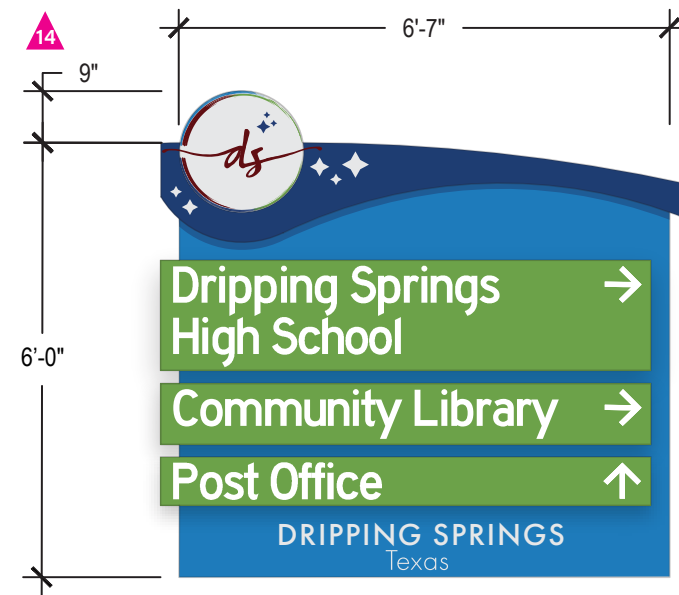 14
6'-7"
9"
ds
6'-0"
Dripping Springs →
High School
Community Library →
Post Office ↑
DRIPPING SPRINGS
Texas